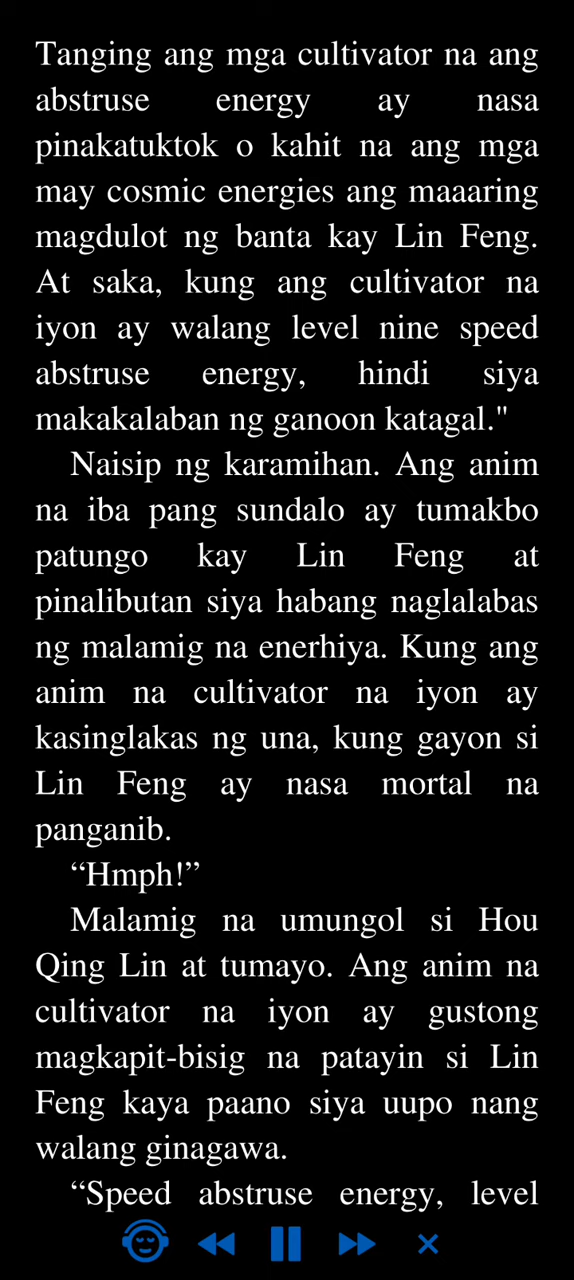 Tanging ang mga cultivator na ang
abstruse energy ay nasa
pinakatuktok o kahit na ang mga
may cosmic energies ang maaaring
magdulot ng banta kay Lin Feng.
At saka, kung ang cultivator na
iyon ay walang level nine speed
abstruse energy, hindi siya
makakalaban ng ganoon katagal."
Naisip ng karamihan. Ang anim
na iba pang sundalo ay tumakbo
patungo kay Lin Feng at
pinalibutan siya habang naglalabas
ng malamig na enerhiya. Kung ang
anim na cultivator na iyon ay
kasinglakas ng una, kung gayon si
Lin Feng ay nasa mortal na
panganib.
“Hmph!”
Malamig na umungol si Hou
Qing Lin at tumayo. Ang anim na
cultivator na iyon ay gustong
magkapit-bisig na patayin si Lin
Feng kaya paano siya uupo nang
walang ginagawa.
“Speed abstruse energy, level